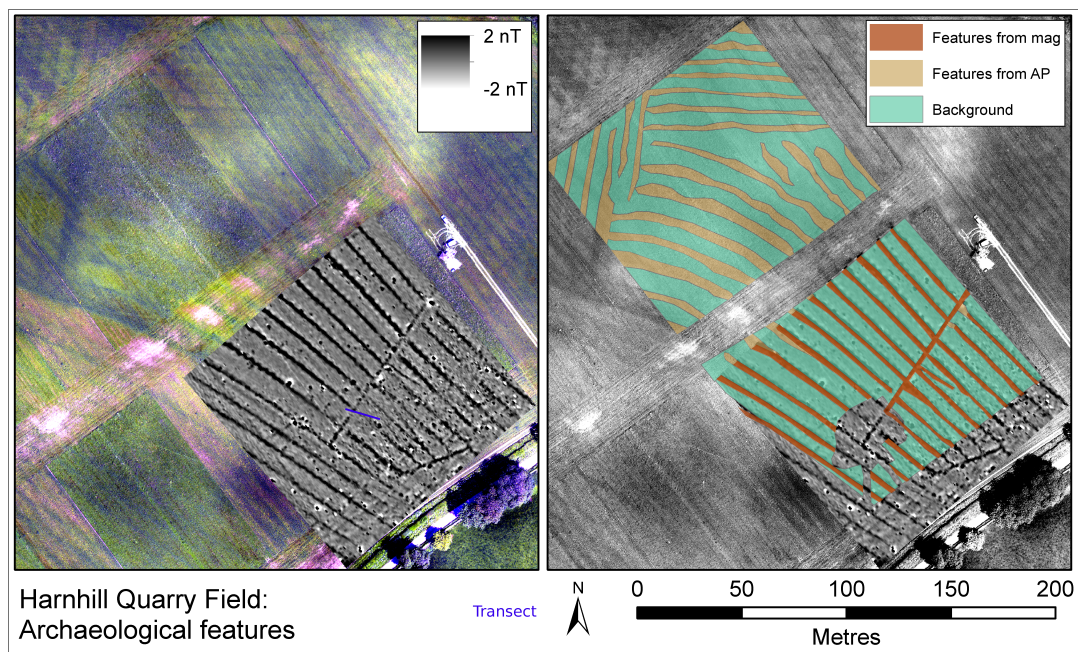 2 nT
-2 nT
Features from mag
Features from AP
Background
Harnhill Quarry Field:
Archaeological features
Transect
N
0 50 100 150 200
Metres